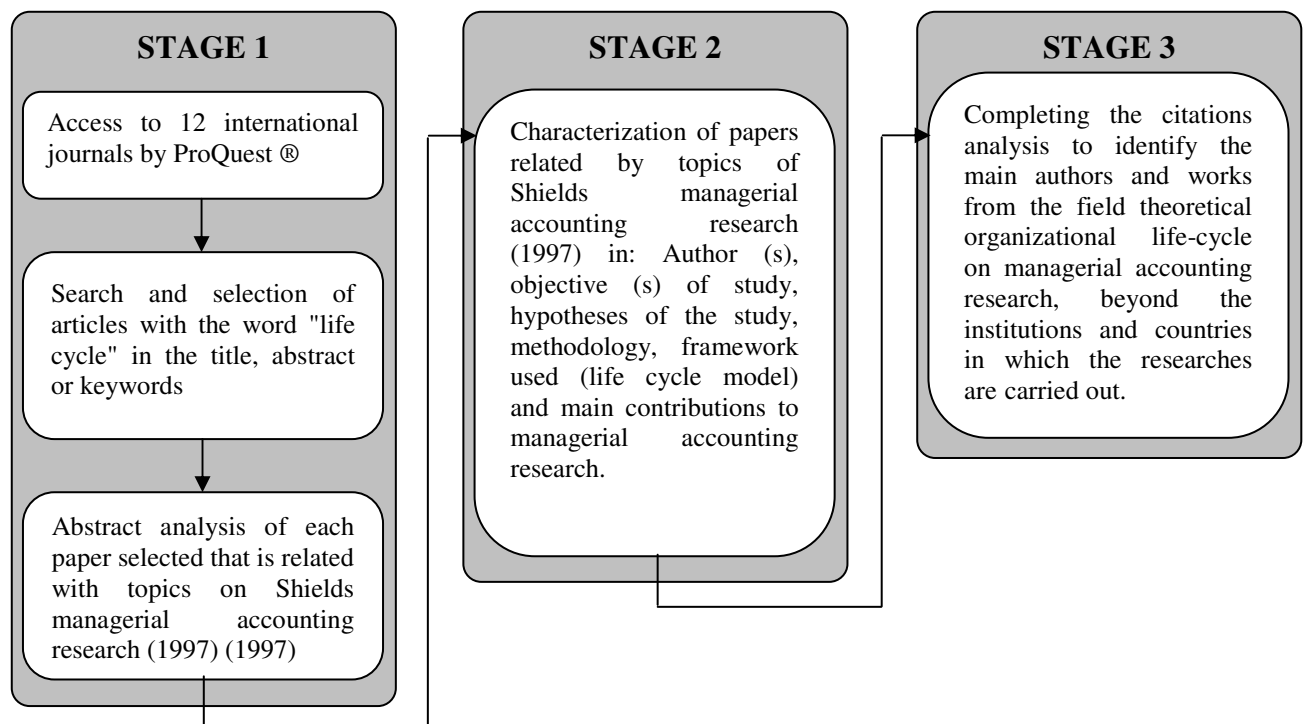 STAGE 1
Access to 12 international
journals by ProQuest ®
Search and selection of
articles with the word "life
cycle" in the title, abstract
or keywords
Abstract analysis of each
paper selected that is related
with topics on Shields
managerial accounting
research (1997) (1997)
STAGE 2
Characterization of papers
related by topics of
Shields managerial
accounting research
(1997) in: Author (s),
objective (s) of study,
hypotheses of the study,
methodology, framework
used (life cycle model)
and main contributions to
managerial accounting
research.
STAGE 3
Completing the citations
analysis to identify the
main authors and works
from the field theoretical
organizational life-cycle
on managerial accounting
research, beyond the
institutions and countries
in which the researches
are carried out.